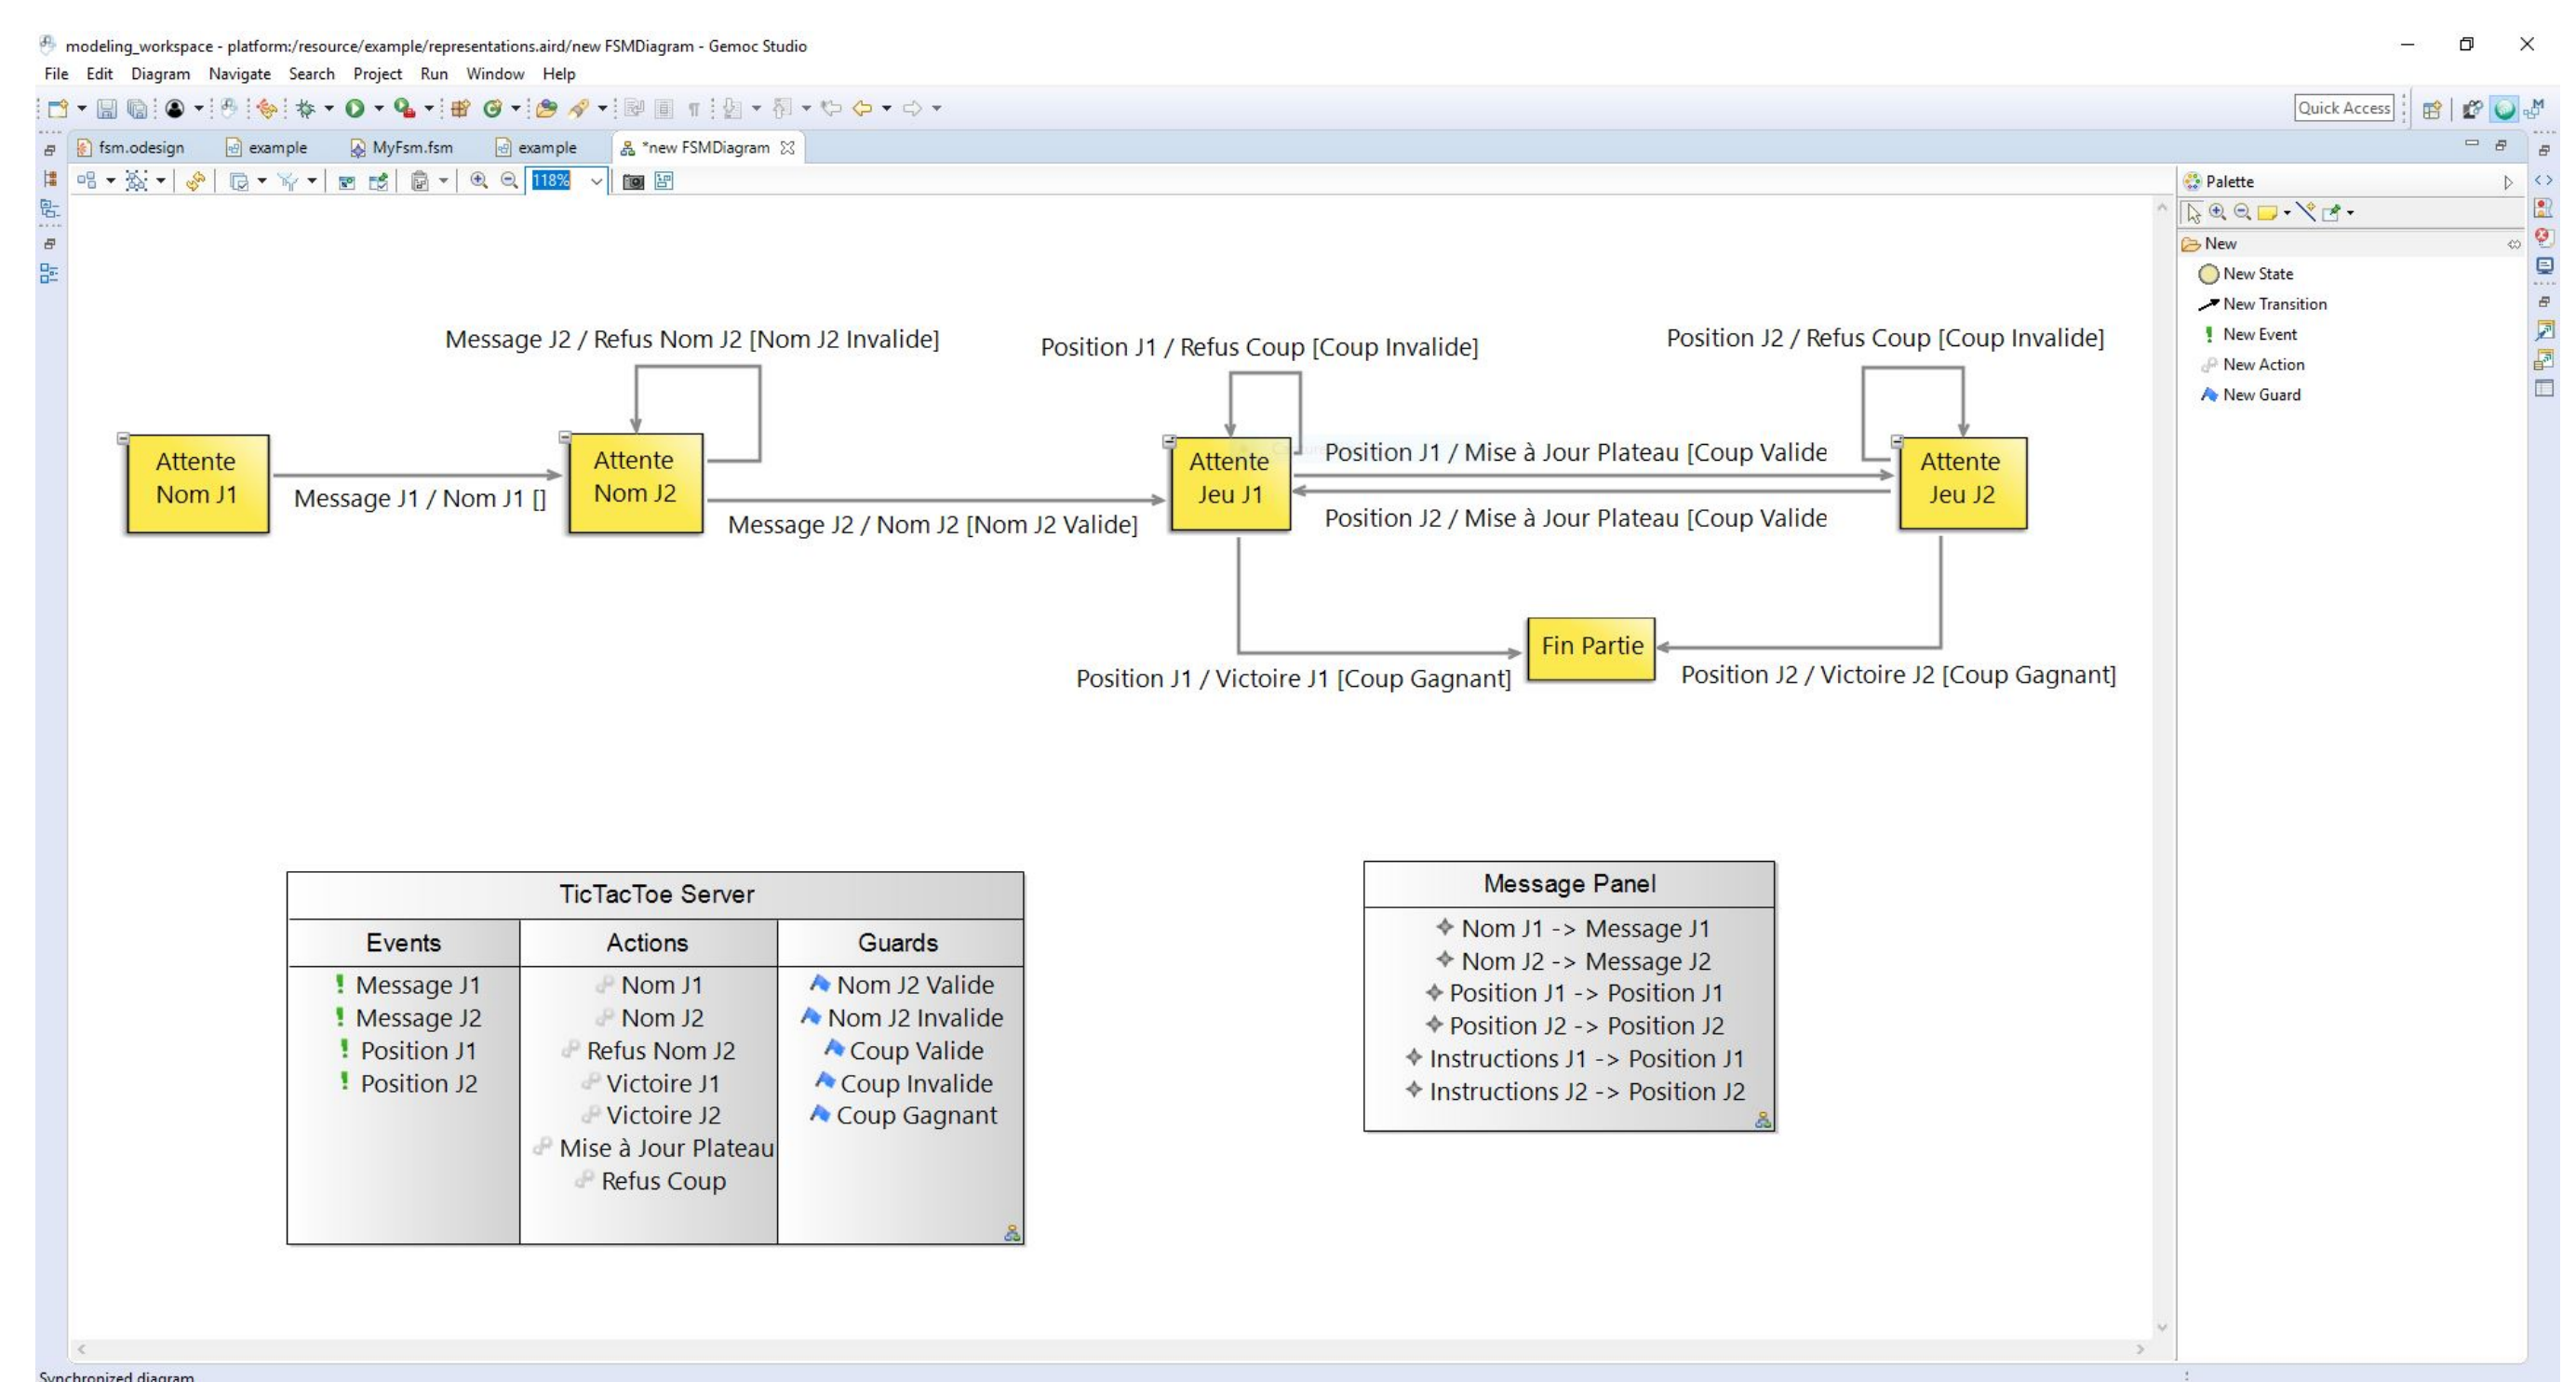 modeling_workspace - platform:/resource/example/representations.aird/new FSMDiagram - Gemoc Studio
File Edit Diagram Navigate Search Project Run Window Help
Quick Access
fsm.odesign example MyFsm.fsm example *new FSMDiagram
118%
Palette
New
New State
New Transition
New Event
New Action
New Guard
Message J2 / Refus Nom J2 [Nom J2 Invalide]
Position J1 / Refus Coup [Coup Invalide]
Position J2 / Refus Coup [Coup Invalide]
Attente
Nom J1
Message J1 / Nom J1 []
Attente
Nom J2
Message J2 / Nom J2 [Nom J2 Valide]
Attente
Jeu J1
Position J1 / Mise à Jour Plateau [Coup Valide
Position J2 / Mise à Jour Plateau [Coup Valide
Attente
Jeu J2
Fin Partie
Position J1 / Victoire J1 [Coup Gagnant]
Position J2 / Victoire J2 [Coup Gagnant]
TicTacToe Server
Events
Message J1
Message J2
Position J1
Position J2
Actions
Nom J1
Nom J2
Refus Nom J2
Victoire J1
Victoire J2
Mise à Jour Plateau
Refus Coup
Guards
Nom J2 Valide
Nom J2 Invalide
Coup Valide
Coup Invalide
Coup Gagnant
Message Panel
Nom J1 -> Message J1
Nom J2 -> Message J2
Position J1 -> Position J1
Position J2 -> Position J2
Instructions J1 -> Position J1
Instructions J2 -> Position J2
Synchronized diagram